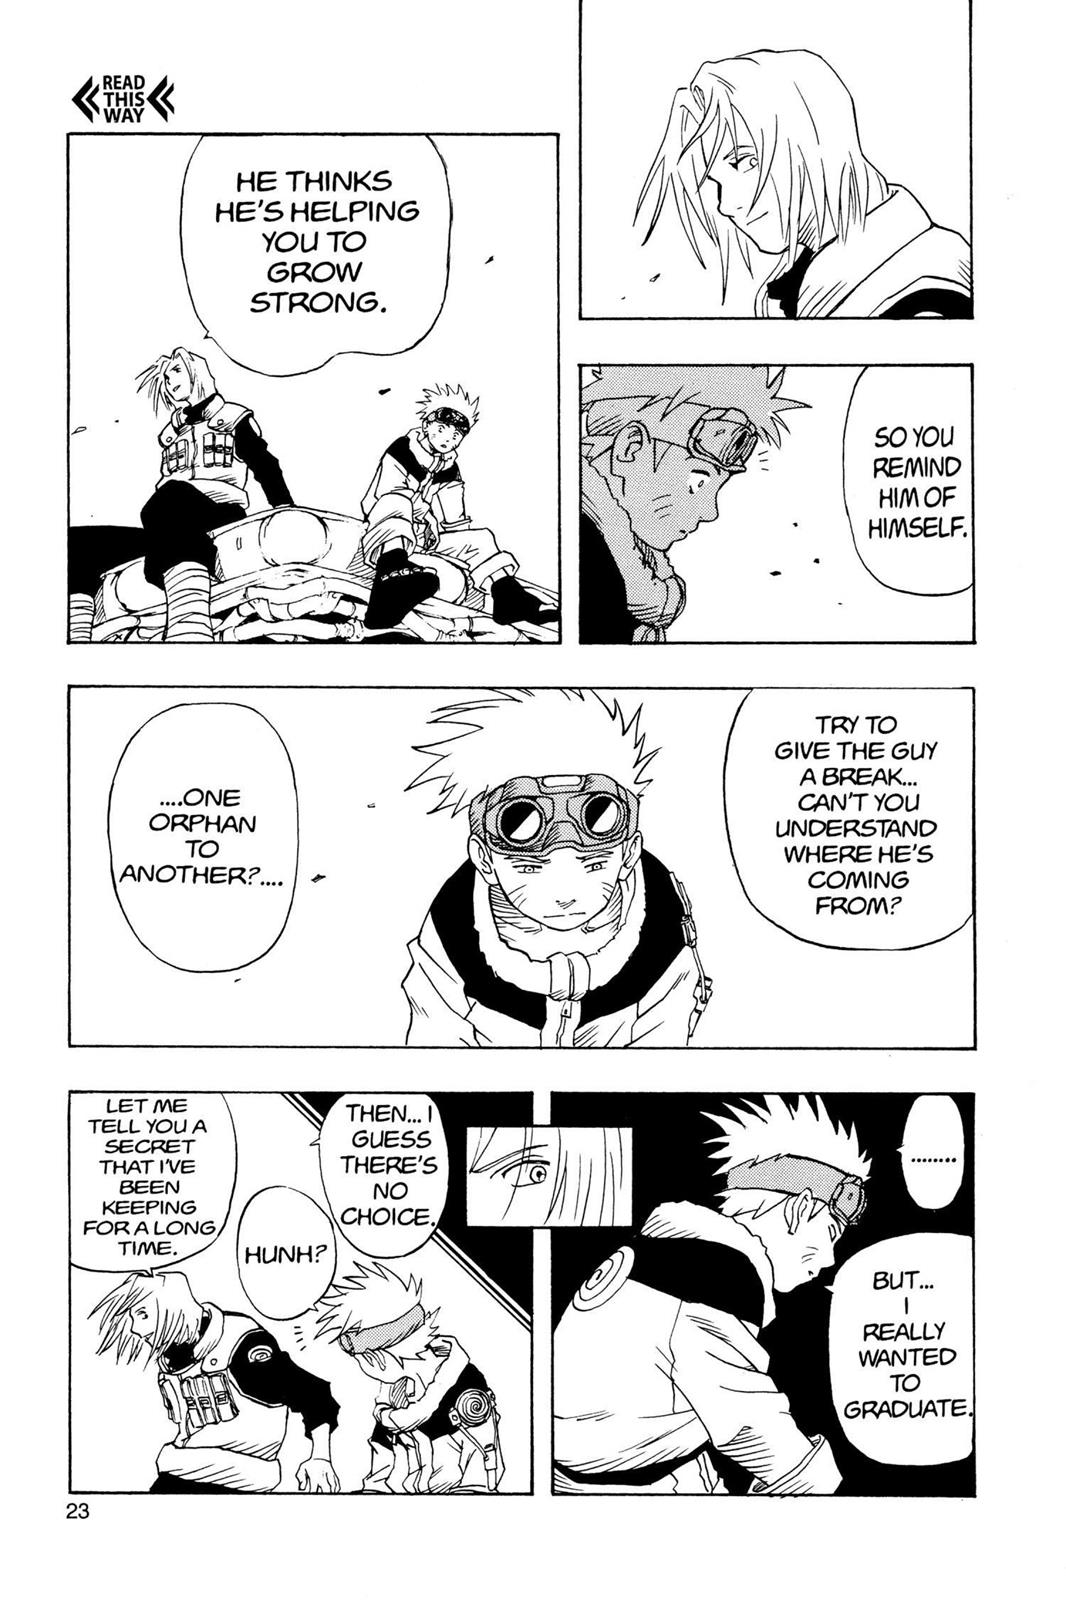 READ
THIS
WAY
SO YOU
REMIND
HIM OF
HIMSELF.
HE THINKS
HE'S HELPING
YOU TO
GROW
STRONG.
TRY TO
GIVE THE GUY
A BREAK...
CAN'T YOU
UNDERSTAND
WHERE HE'S
COMING
FROM?
....ONE
ORPHAN
TO
ANOTHER?....
.........
BUT...
I
REALLY
WANTED
TO
GRADUATE.
THEN... I
GUESS
THERE'S
NO
CHOICE.
HUNH?
LET ME
TELL YOU A
SECRET
THAT I'VE
BEEN
KEEPING
FOR A LONG
TIME.
23